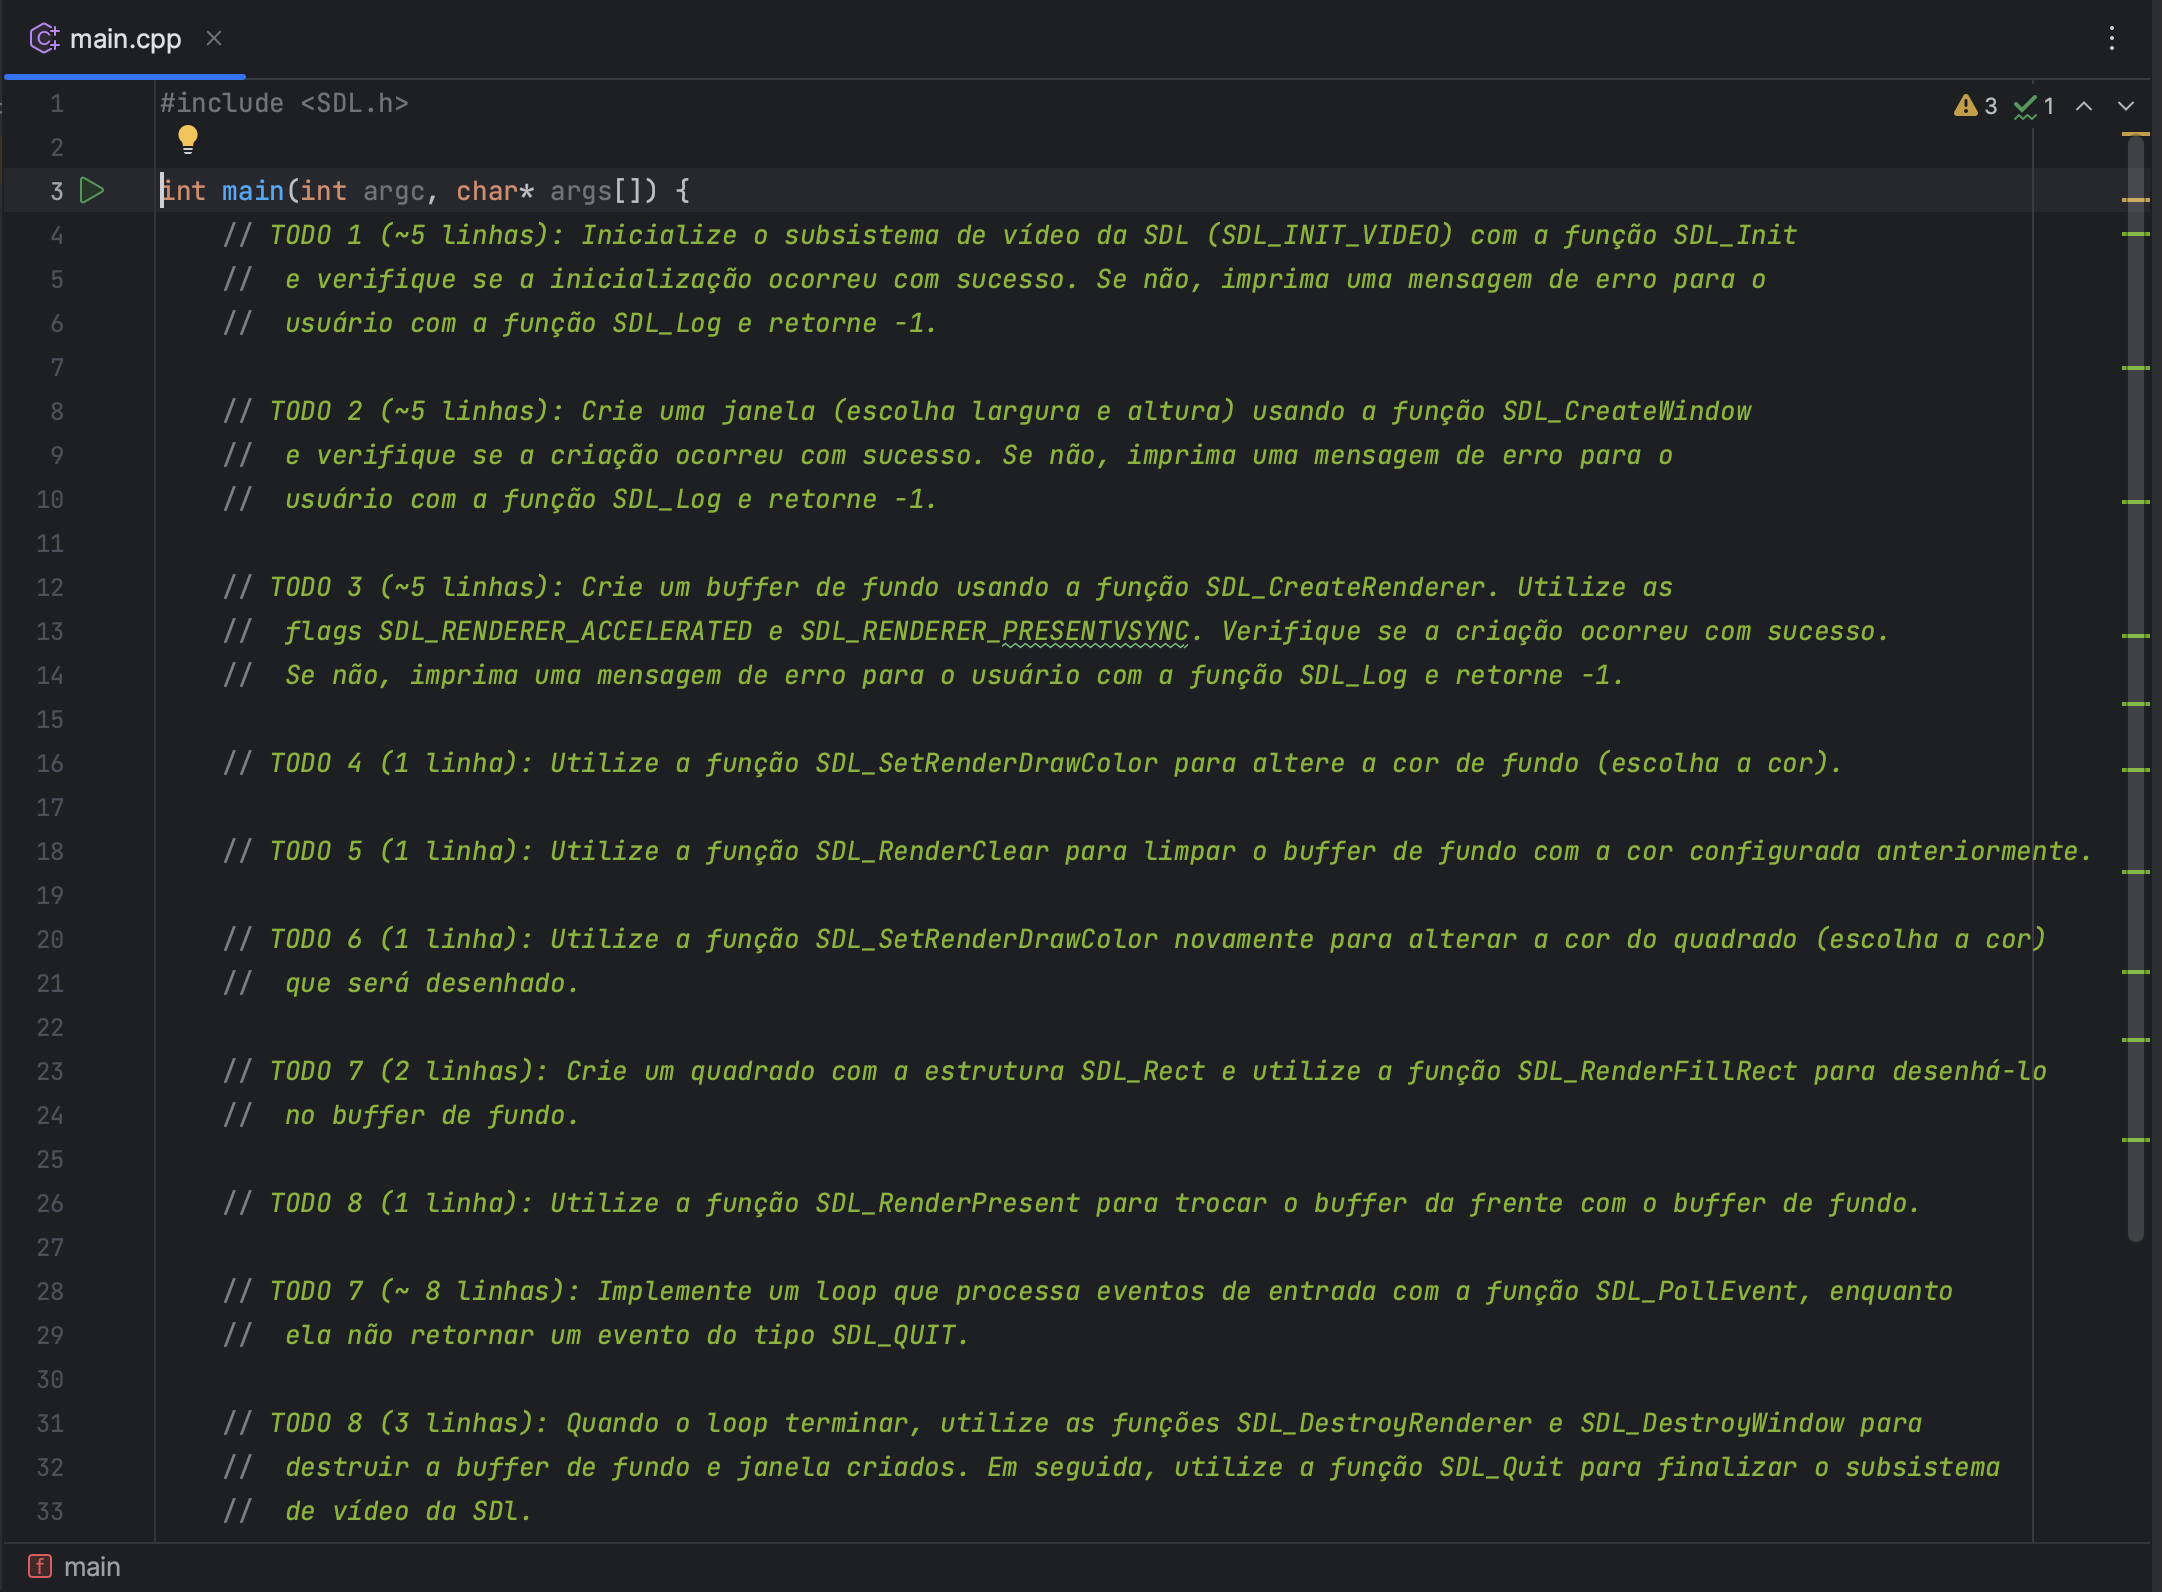 main.cpp
1 #include <SDL.h>
2
3 int main(int argc, char* args[]) {
3 1
4 // TODO 1 (~5 linhas): Inicialize o subsistema de vídeo da SDL (SDL_INIT_VIDEO) com a função SDL_Init
5 // e verifique se a inicialização ocorreu com sucesso. Se não, imprima uma mensagem de erro para o
6 // usuário com a função SDL_Log e retorne -1.
7
8 // TODO 2 (~5 linhas): Crie uma janela (escolha largura e altura) usando a função SDL_CreateWindow
9 // e verifique se a criação ocorreu com sucesso. Se não, imprima uma mensagem de erro para o
10 // usuário com a função SDL_Log e retorne -1.
11
12 // TODO 3 (~5 linhas): Crie um buffer de fundo usando a função SDL_CreateRenderer. Utilize as
13 // flags SDL_RENDERER_ACCELERATED e SDL_RENDERER_PRESENTVSYNC. Verifique se a criação ocorreu com sucesso.
14 // Se não, imprima uma mensagem de erro para o usuário com a função SDL_Log e retorne -1.
15
16 // TODO 4 (1 linha): Utilize a função SDL_SetRenderDrawColor para altere a cor de fundo (escolha a cor).
17
18 // TODO 5 (1 linha): Utilize a função SDL_RenderClear para limpar o buffer de fundo com a cor configurada anteriormente.
19
20 // TODO 6 (1 linha): Utilize a função SDL_SetRenderDrawColor novamente para alterar a cor do quadrado (escolha a cor)
21 // que será desenhado.
22
23 // TODO 7 (2 linhas): Crie um quadrado com a estrutura SDL_Rect e utilize a função SDL_RenderFillRect para desenhá-lo
24 // no buffer de fundo.
25
26 // TODO 8 (1 linha): Utilize a função SDL_RenderPresent para trocar o buffer da frente com o buffer de fundo.
27
28 // TODO 7 (~ 8 linhas): Implemente um loop que processa eventos de entrada com a função SDL_PollEvent, enquanto
29 // ela não retornar um evento do tipo SDL_QUIT.
30
31 // TODO 8 (3 linhas): Quando o loop terminar, utilize as funções SDL_DestroyRenderer e SDL_DestroyWindow para
32 // destruir a buffer de fundo e janela criados. Em seguida, utilize a função SDL_Quit para finalizar o subsistema
33 // de vídeo da SDl.
f main